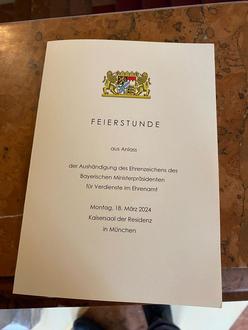 FEIERSTUNDE
aus Anlass
der Aushändigung des Ehrenzeichens des
Bayerischen Ministerpräsidenten
für Verdienste im Ehrenamt
Montag, 18. März 2024
Kaisersaal der Residenz
in München